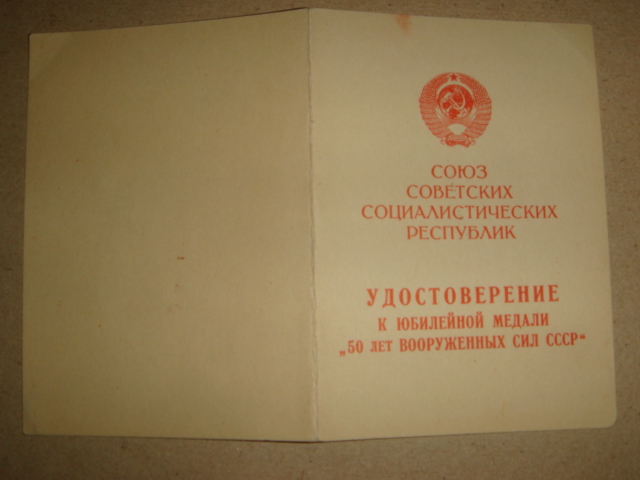 СОЮЗ
СОВЕТСКИХ
СОЦИАЛИСТИЧЕСКИХ
РЕСПУБЛИК
УДОСТОВЕРЕНИЕ
К ЮБИЛЕЙНОЙ МЕДАЛИ
„50 ЛЕТ ВООРУЖЕННЫХ СИЛ СССР“